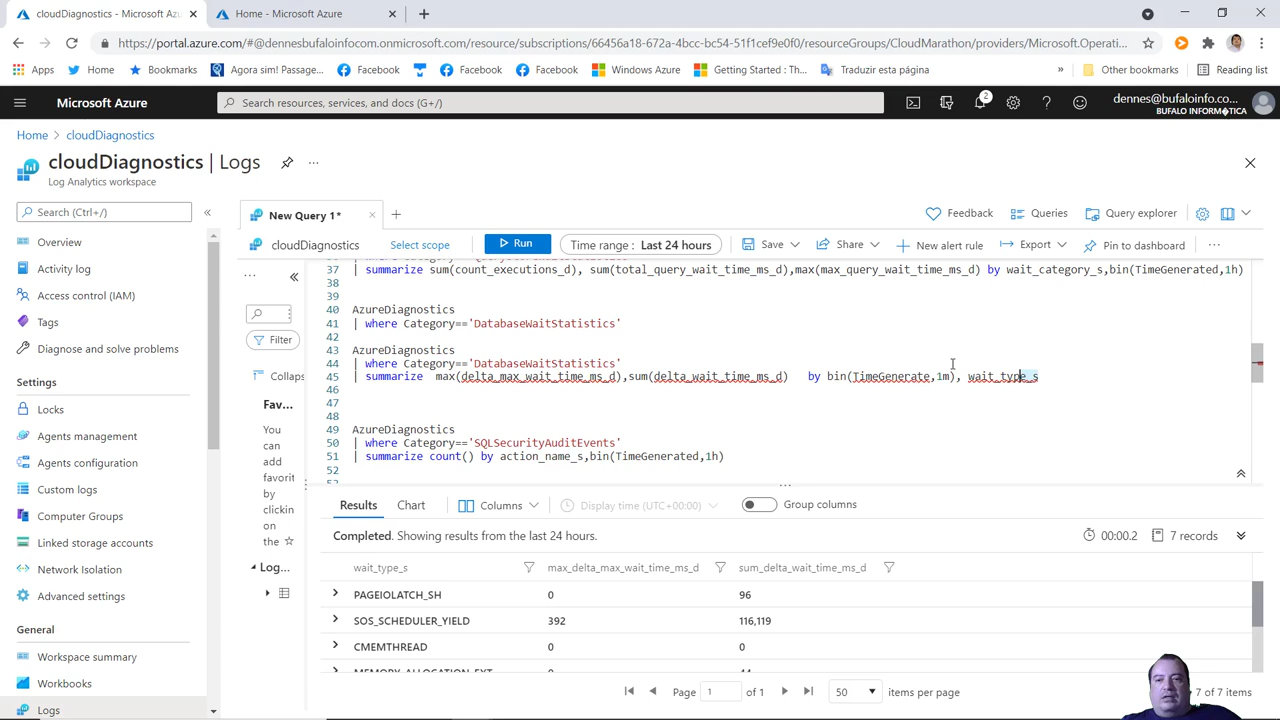 cloudDiagnostics - Microsoft Az
Home - Microsoft Azure
https://portal.azure.com/#@dennesbufaloinfocom.onmicrosoft.com/resource/subscriptions/66456a18-672a-4bcc-bc54-51f1cef9e0f0/resourceGroups/CloudMarathon/providers/Microsoft.Operati...
Apps
Home
Bookmarks
Agora sim! Passage...
Facebook
Facebook
Facebook
Windows Azure
Getting Started : Th...
Traduzir esta página
»
Other bookmarks
Reading list
Microsoft Azure
Search resources, services, and docs (G+/)
2
dennes@bufaloinfo.co...
BUFALO INFORM�TICA
Home > cloudDiagnostics
cloudDiagnostics | Logs
Log Analytics workspace
Search (Ctrl+/)
Overview
Activity log
Access control (IAM)
Tags
Diagnose and solve problems
Settings
Locks
Agents management
Agents configuration
Custom logs
Computer Groups
Linked storage accounts
Network Isolation
Advanced settings
General
Workspace summary
Workbooks
Logs
New Query 1*
Feedback
Queries
Query explorer
cloudDiagnostics
Select scope
Run
Time range : Last 24 hours
Save
Share
New alert rule
Export
Pin to dashboard
Filter
Collaps
Fav...
You
can
add
favorit
by
clickin
on
the
Log...
37 | summarize sum(count_executions_d), sum(total_query_wait_time_ms_d),max(max_query_wait_time_ms_d) by wait_category_s,bin(TimeGenerated,1h)
38
39
40 AzureDiagnostics
41 | where Category=='DatabaseWaitStatistics'
42
43 AzureDiagnostics
44 | where Category=='DatabaseWaitStatistics'
45 | summarize max(delta_max_wait_time_ms_d),sum(delta_wait_time_ms_d) by bin(TimeGenerate,1m), wait_type_s
46
47
48
49 AzureDiagnostics
50 | where Category=='SQLSecurityAuditEvents'
51 | summarize count() by action_name_s,bin(TimeGenerated,1h)
52
Results
Chart
Columns
Display time (UTC+00:00)
Group columns
Completed. Showing results from the last 24 hours.
00:00.2
7 records
wait_type_s max_delta_max_wait_time_ms_d sum_delta_wait_time_ms_d
PAGEIOLATCH_SH 0 96
SOS_SCHEDULER_YIELD 392 116,119
CMEMTHREAD 0 0
MEMORY_ALLOCATION_EXT 0 44
Page 1 of 1
50 items per page
7 of 7 items